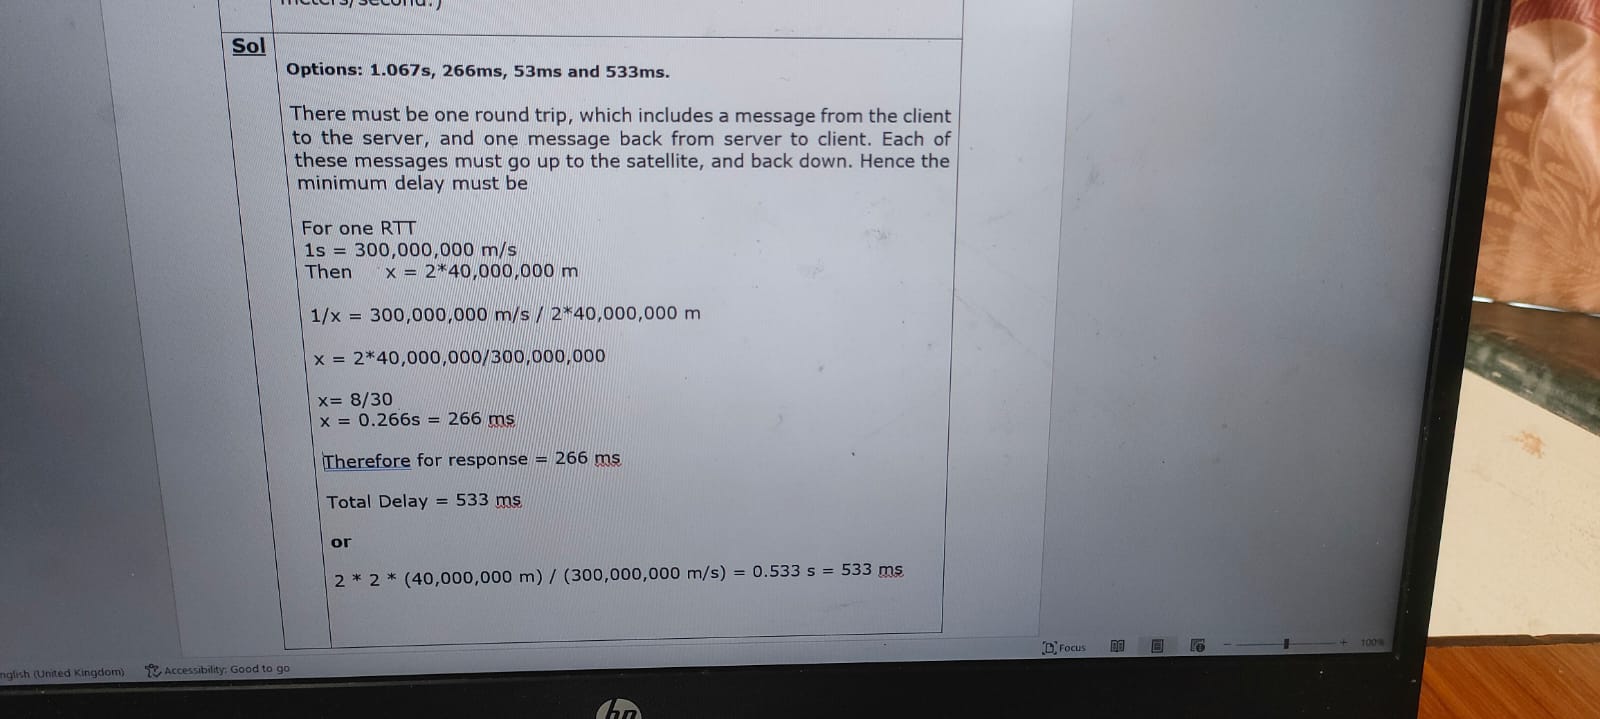 meters/second.)
Sol
Options: 1.067s, 266ms, 53ms and 533ms.
There must be one round trip, which includes a message from the client
to the server, and one message back from server to client. Each of
these messages must go up to the satellite, and back down. Hence the
minimum delay must be
For one RTT
1s = 300,000,000 m/s
Then x = 2*40,000,000 m
1/x = 300,000,000 m/s / 2*40,000,000 m
x = 2*40,000,000/300,000,000
x= 8/30
x = 0.266s = 266 ms
Therefore for response = 266 ms
Total Delay = 533 ms
or
2 * 2 * (40,000,000 m) / (300,000,000 m/s) = 0.533 s = 533 ms
Focus
100%
nglish (United Kingdom) Accessibility: Good to go
hp